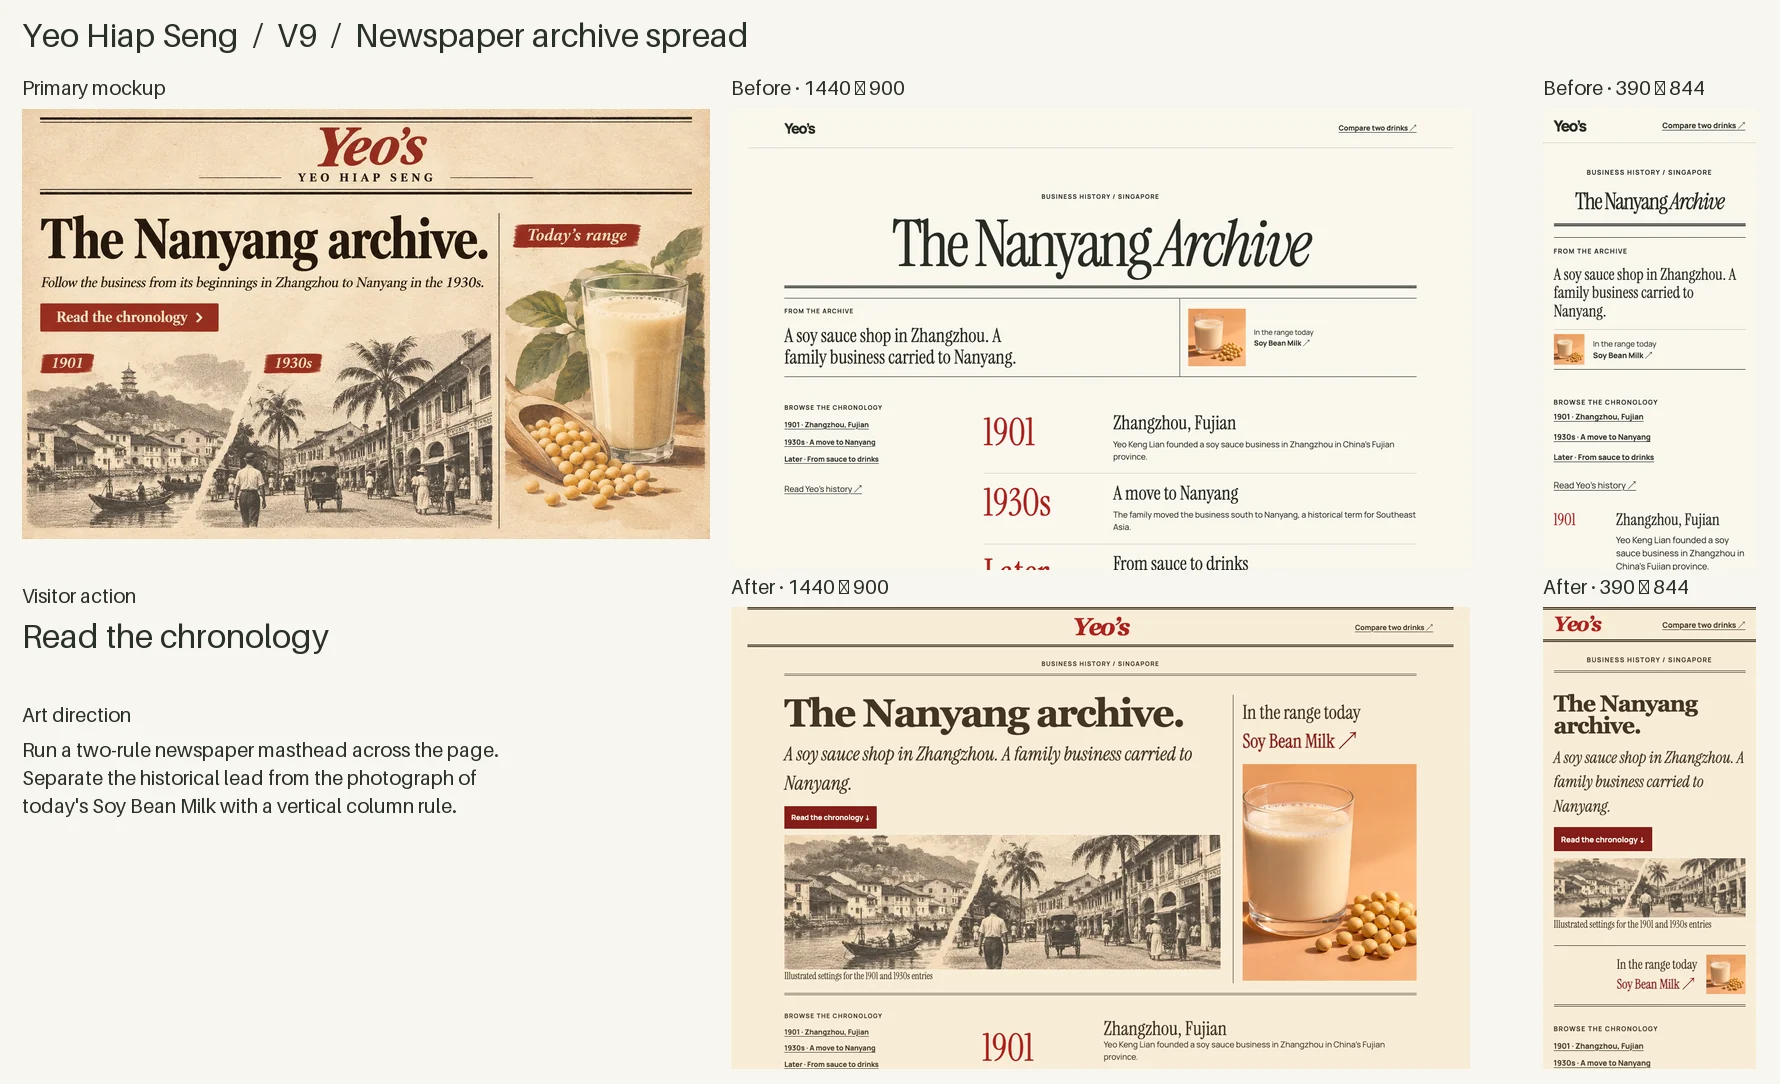 Yeo Hiap Seng / V9 / Newspaper archive spread
Primary mockup
Yeo's
YEO HIAP SENG
The Nanyang archive.
Follow the business from its beginnings in Zhangzhou to Nanyang in the 1930s.
Read the chronology >
1901
1930s
Today's range
Visitor action
Read the chronology
Art direction
Run a two-rule newspaper masthead across the page.
Separate the historical lead from the photograph of
today's Soy Bean Milk with a vertical column rule.
Before · 1440 900
Yeo's
Compare two drinks ↗
BUSINESS HISTORY / SINGAPORE
The Nanyang Archive
FROM THE ARCHIVE
A soy sauce shop in Zhangzhou. A
family business carried to Nanyang.
In the range today
Soy Bean Milk ↗
BROWSE THE CHRONOLOGY
1901 · Zhangzhou, Fujian
1930s · A move to Nanyang
Later · From sauce to drinks
Read Yeo's history ↗
1901
Zhangzhou, Fujian
Yeo Keng Lian founded a soy sauce business in Zhangzhou in China's Fujian
province.
1930s
A move to Nanyang
The family moved the business south to Nanyang, a historical term for Southeast
Asia.
Later
From sauce to drinks
Before · 390 844
Yeo's
Compare two drinks ↗
BUSINESS HISTORY / SINGAPORE
The Nanyang Archive
FROM THE ARCHIVE
A soy sauce shop in Zhangzhou. A
family business carried to
Nanyang.
In the range today
Soy Bean Milk ↗
BROWSE THE CHRONOLOGY
1901 · Zhangzhou, Fujian
1930s · A move to Nanyang
Later · From sauce to drinks
Read Yeo's history ↗
1901
Zhangzhou, Fujian
Yeo Keng Lian founded a soy
sauce business in Zhangzhou in
China's Fujian province.
After · 1440 900
Yeo's
Compare two drinks ↗
BUSINESS HISTORY / SINGAPORE
The Nanyang archive.
A soy sauce shop in Zhangzhou. A family business carried to
Nanyang.
Read the chronology ↓
Illustrated settings for the 1901 and 1930s entries
In the range today
Soy Bean Milk ↗
BROWSE THE CHRONOLOGY
1901 · Zhangzhou, Fujian
1930s · A move to Nanyang
Later · From sauce to drinks
1901
Zhangzhou, Fujian
Yeo Keng Lian founded a soy sauce business in Zhangzhou in China's Fujian
province.
After · 390 844
Yeo's
Compare two drinks ↗
BUSINESS HISTORY / SINGAPORE
The Nanyang
archive.
A soy sauce shop in Zhangzhou. A
family business carried to
Nanyang.
Read the chronology ↓
Illustrated settings for the 1901 and 1930s entries
In the range today
Soy Bean Milk ↗
BROWSE THE CHRONOLOGY
1901 · Zhangzhou, Fujian
1930s · A move to Nanyang